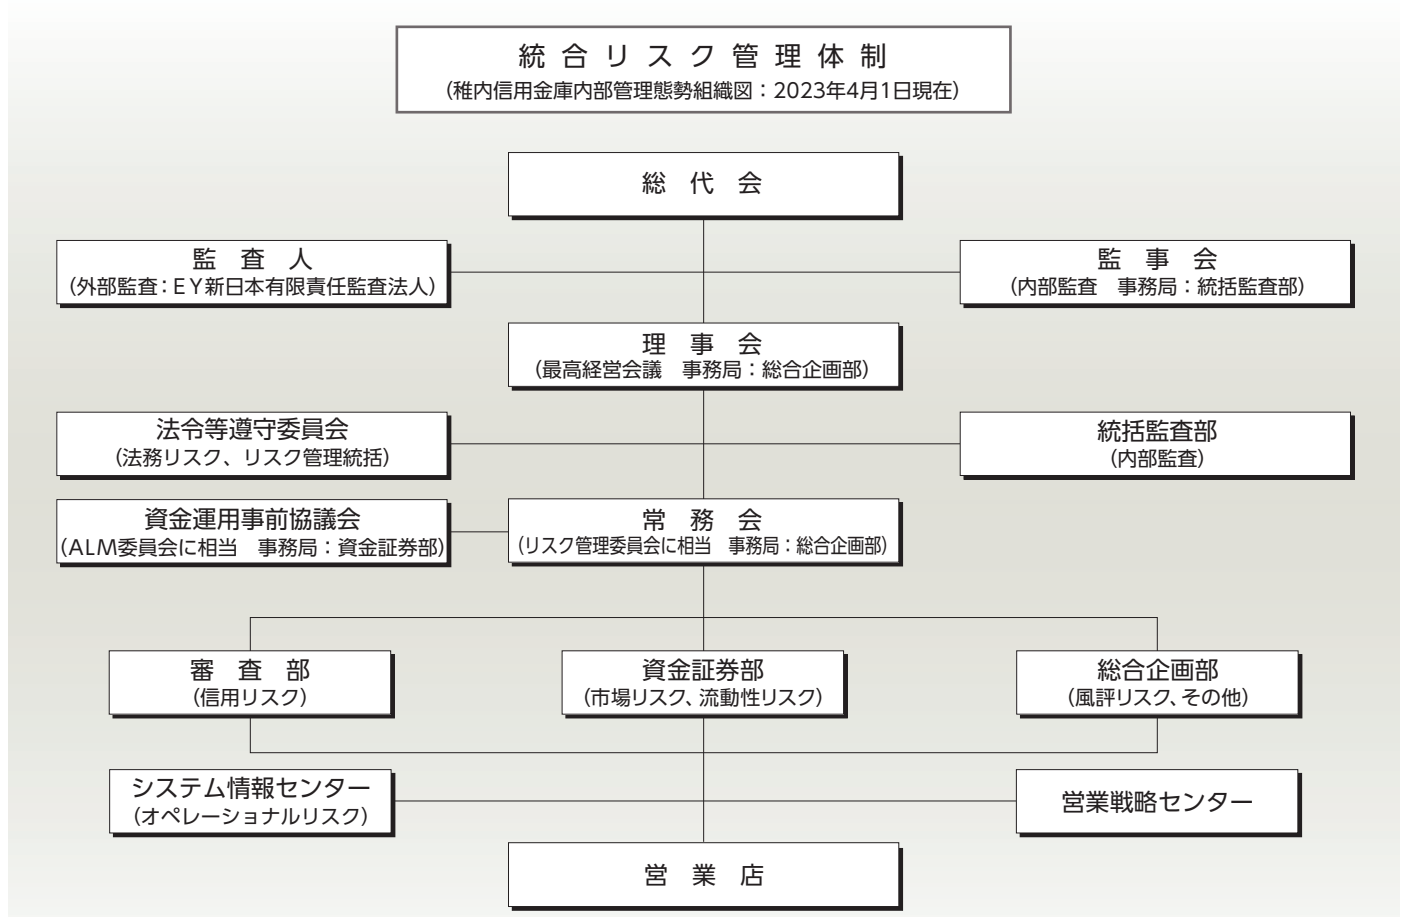 統合リスク管理体制
（稚内信用金庫内部管理態勢組織図：2023年4月1日現在）
総　代　会
監　査　人
（外部監査：ＥＹ新日本有限責任監査法人）
監　事　会
（内部監査　事務局：統括監査部）
理　事　会
（最高経営会議　事務局：総合企画部）
法令等遵守委員会
（法務リスク、リスク管理統括）
統括監査部
（内部監査）
資金運用事前協議会
（ALM委員会に相当　事務局：資金証券部）
常　務　会
（リスク管理委員会に相当　事務局：総合企画部）
審　査　部
（信用リスク）
資金証券部
（市場リスク、流動性リスク）
総合企画部
（風評リスク、その他）
システム情報センター
（オペレーショナルリスク）
営業戦略センター
営　業　店